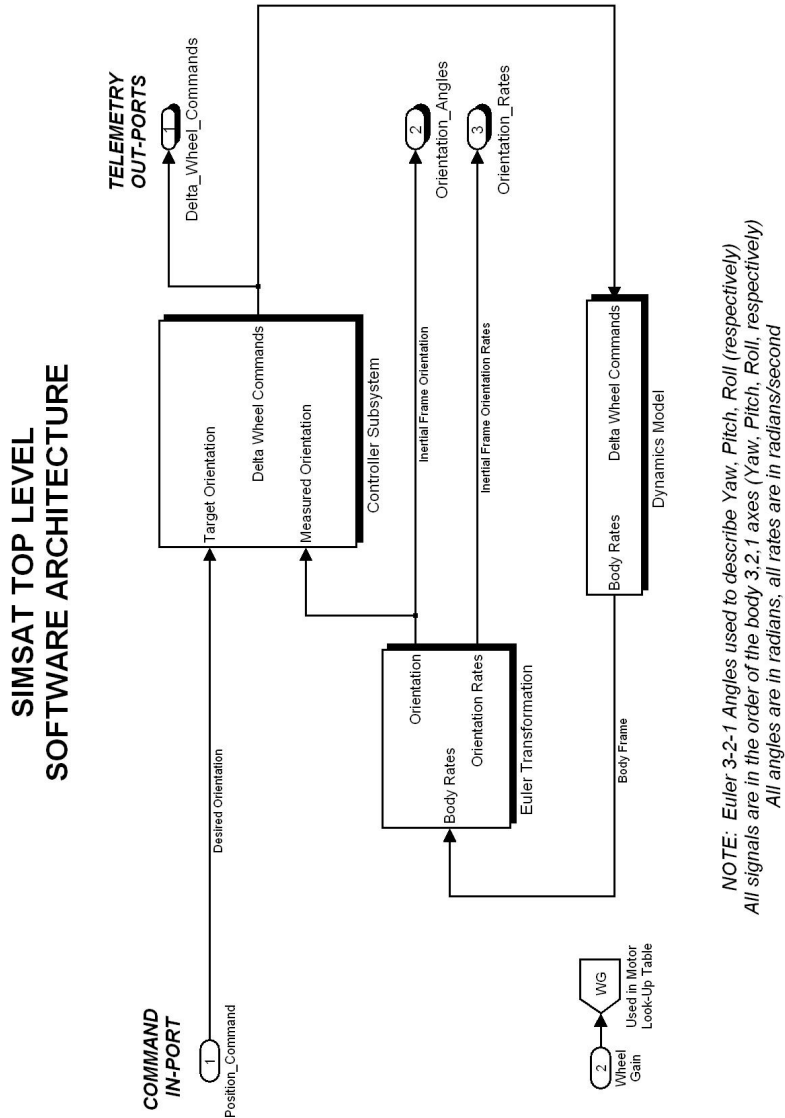 SIMSAT TOP LEVEL
SOFTWARE ARCHITECTURE
COMMAND
IN-PORT
1
Position_Command
Desired Orientation
Target Orientation
Delta Wheel Commands
Measured Orientation
Controller Subsystem
TELEMETRY
OUT-PORTS
1
Delta_Wheel_Commands
Body Rates
Orientation
Orientation Rates
Euler Transformation
Inertial Frame Orientation
2
Orientation_Angles
Inertial Frame Orientation Rates
3
Orientation_Rates
2
Wheel
Gain
WG
Used in Motor
Look-Up Table
Body Frame
Body Rates
Delta Wheel Commands
Dynamics Model
NOTE: Euler 3-2-1 Angles used to describe Yaw, Pitch, Roll (respectively)
All signals are in the order of the body 3,2,1 axes (Yaw, Pitch, Roll, respectively)
All angles are in radians, all rates are in radians/second